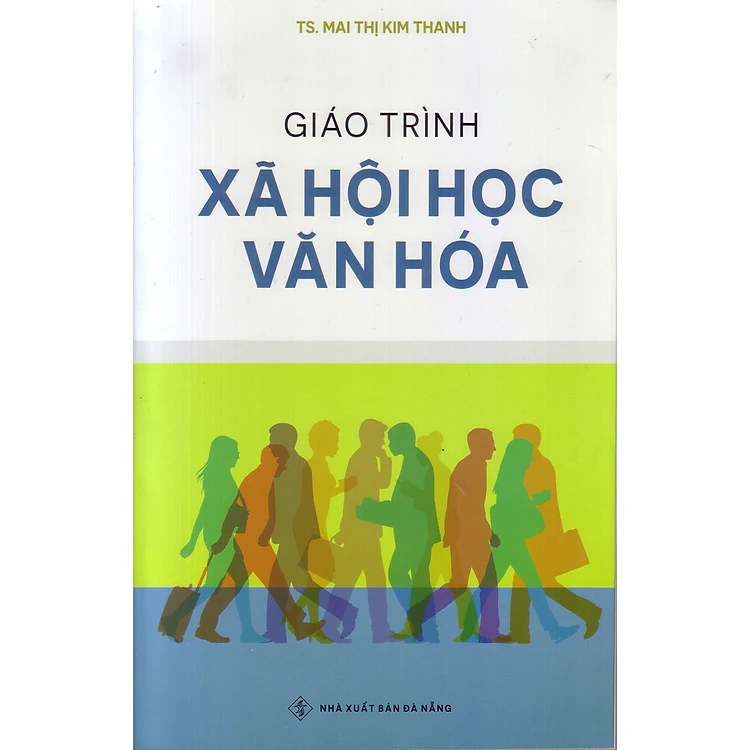 TS. MAI THỊ KIM THANH
GIÁO TRÌNH
XÃ HỘI HỌC
VĂN HÓA
NHÀ XUẤT BẢN ĐÀ NẴNG